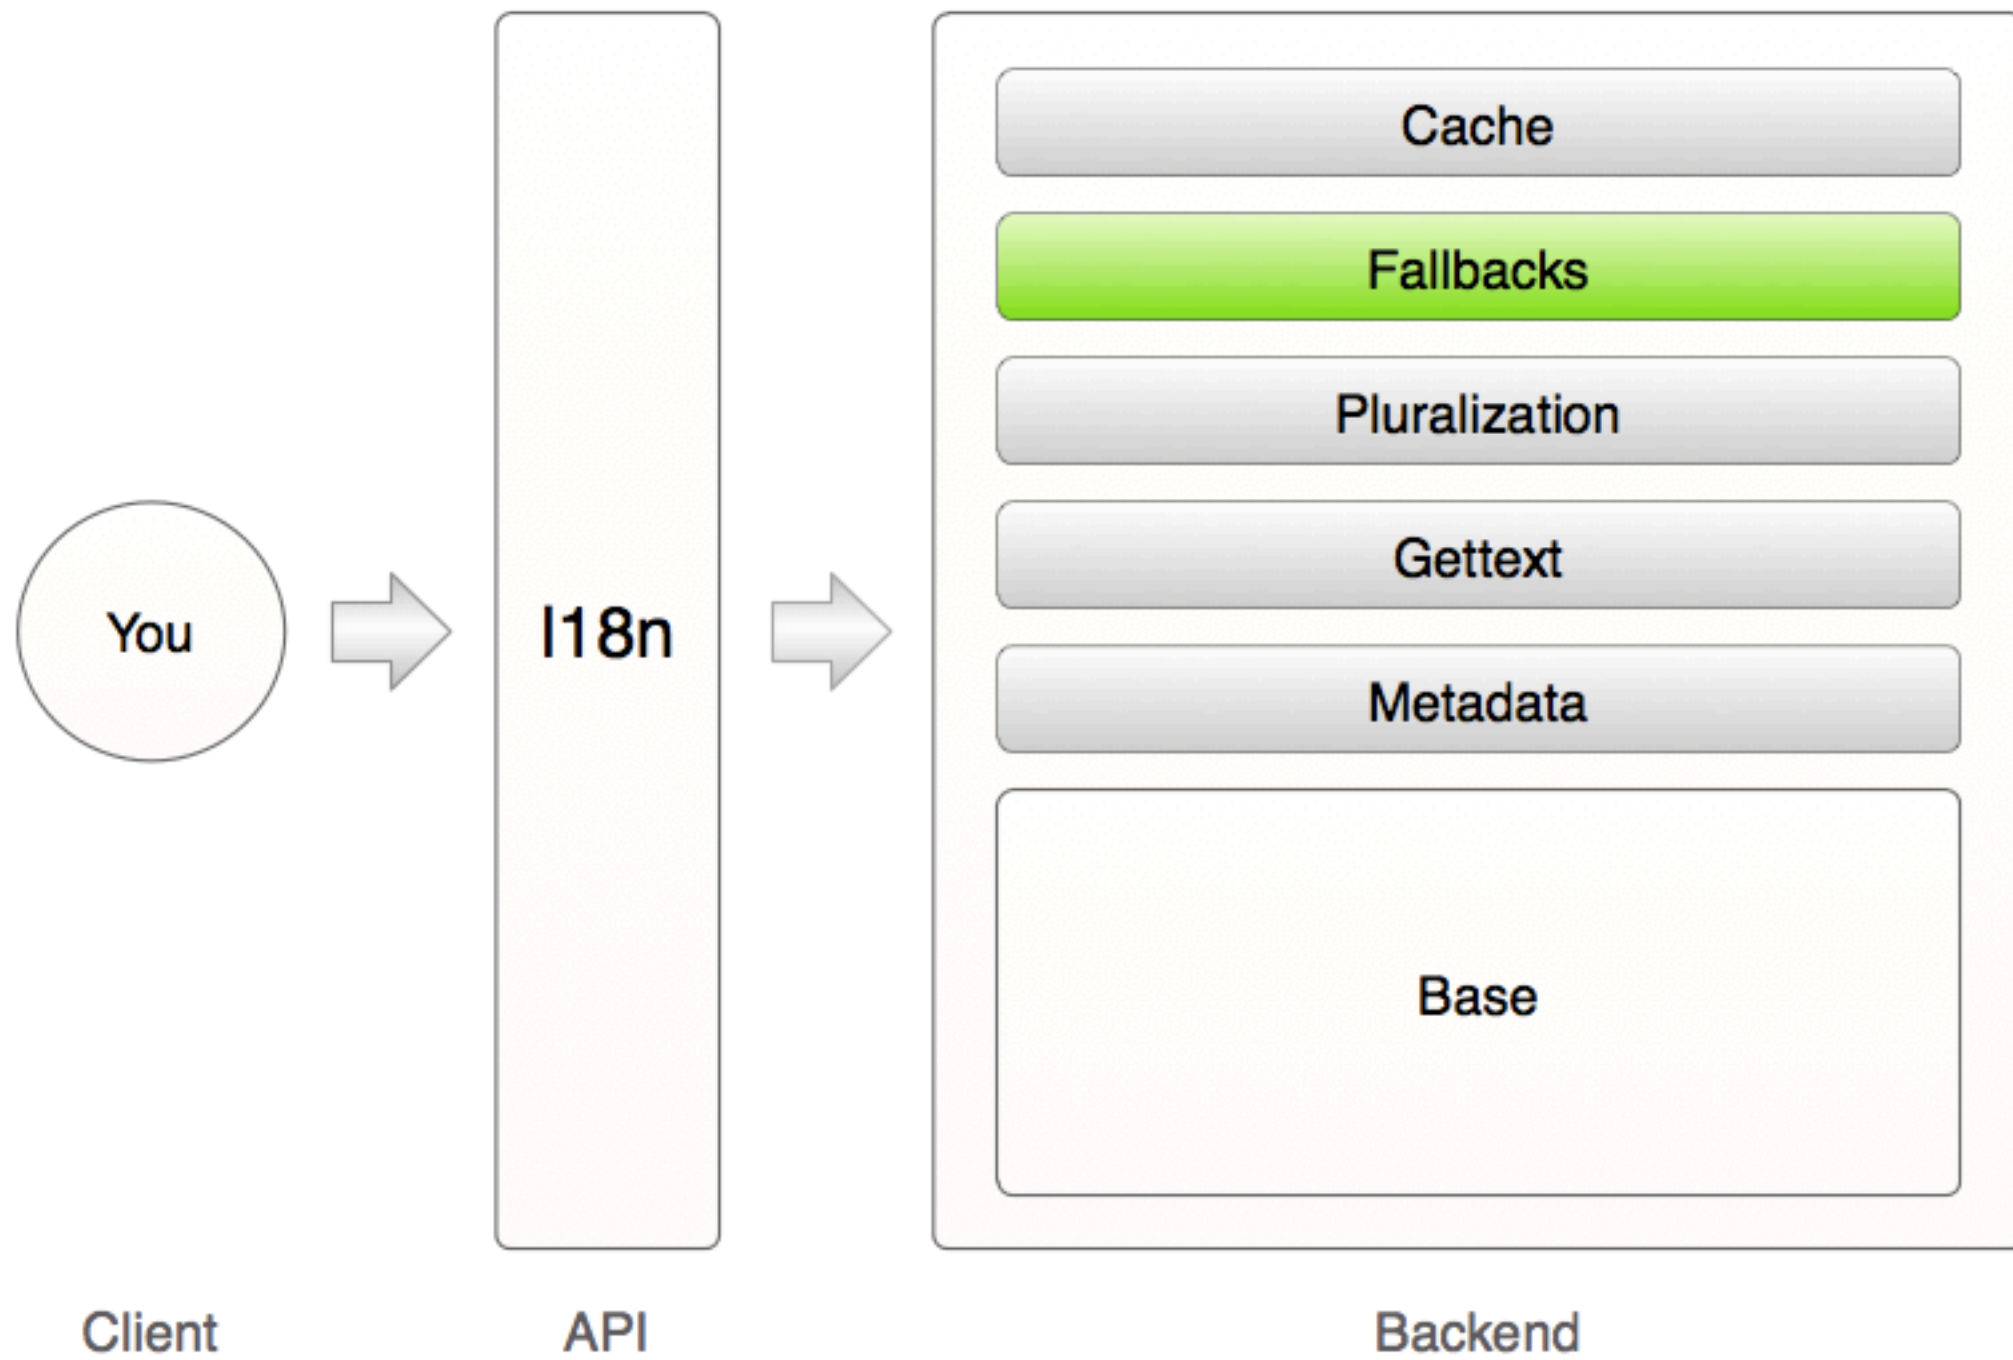 You
I18n
Cache
Fallbacks
Pluralization
Gettext
Metadata
Base
Client
API
Backend